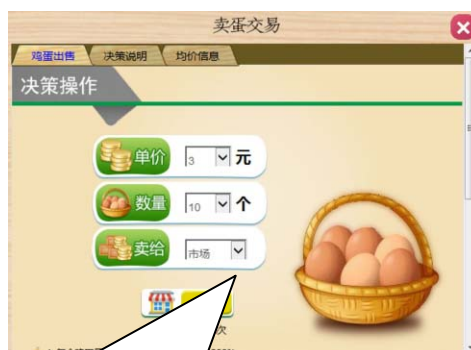 卖蛋交易
鸡蛋出售 决策说明 均价信息
决策操作
单价 3 元
数量 10 个
卖给 市场
次